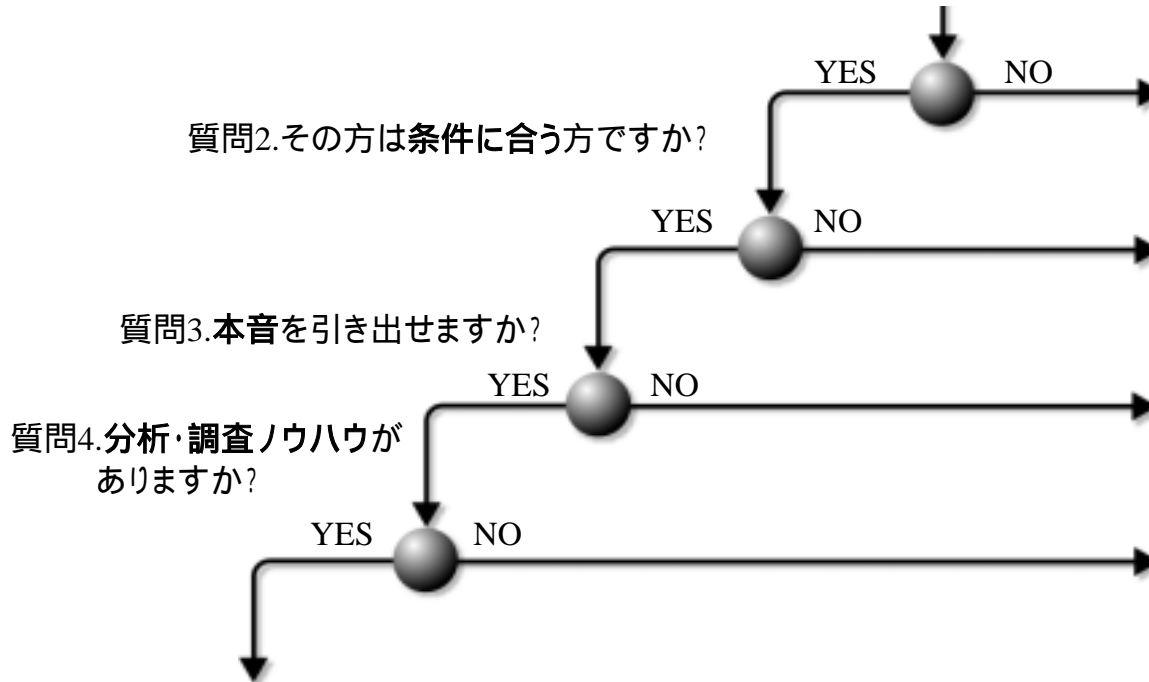 YES NO
質問2.その方は条件に合う方ですか?
YES NO
質問3.本音を引き出せますか?
YES NO
質問4.分析・調査ノウハウが
ありますか?
YES NO